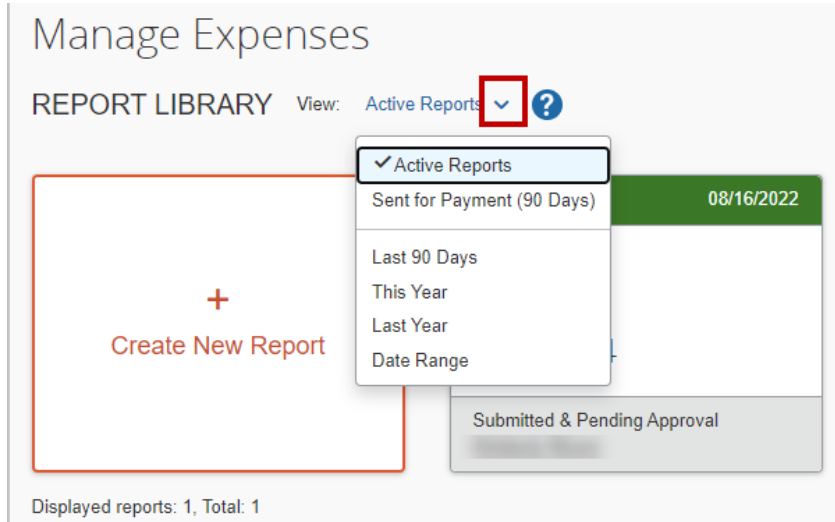 Manage Expenses
REPORT LIBRARY View: Active Reports ?
Active Reports
Sent for Payment (90 Days)
08/16/2022
Last 90 Days
This Year
Last Year
Date Range
+
Create New Report
Submitted & Pending Approval
Displayed reports: 1, Total: 1